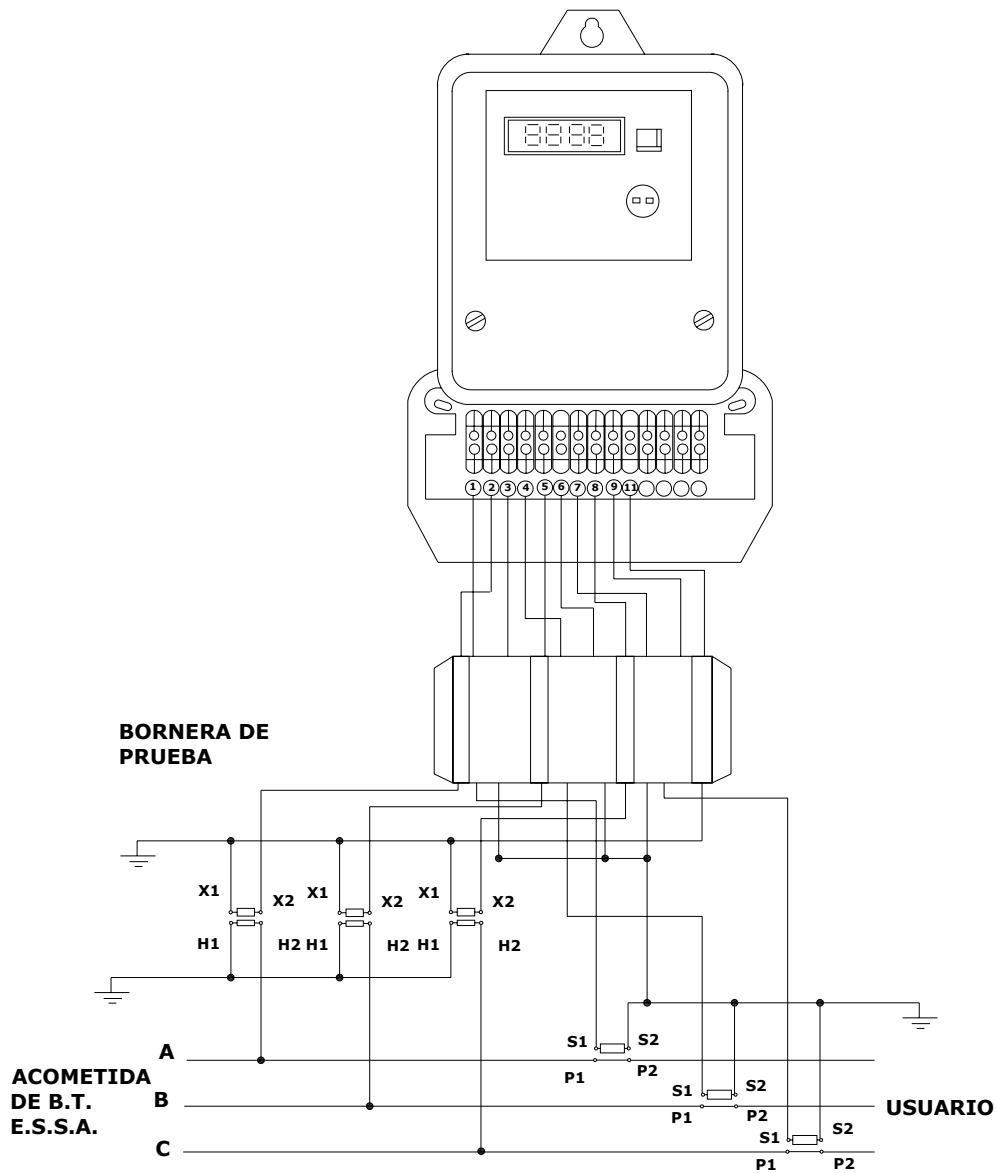 8888
1 2 3 4 5 6 7 8 9 11
BORNERA DE
PRUEBA
X1 X2 X1 X2 X1 X2
H1 H2 H1 H2 H1 H2
A S1 S2
P1 P2
ACOMETIDA
DE B.T.
E.S.S.A.
B S1 S2
P1 P2
USUARIO
C S1 S2
P1 P2